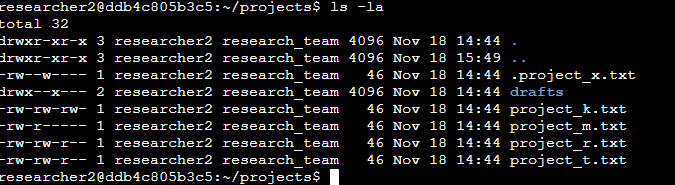 researcher2@ddb4c805b3c5:~/projects$ ls -la
total 32
drwxr-xr-x 3 researcher2 research_team 4096 Nov 18 14:44 .
drwxr-xr-x 3 researcher2 research_team 4096 Nov 18 15:49 ..
-rw--w---- 1 researcher2 research_team   46 Nov 18 14:44 .project_x.txt
drwx--x--- 2 researcher2 research_team 4096 Nov 18 14:44 drafts
-rw-rw-rw- 1 researcher2 research_team   46 Nov 18 14:44 project_k.txt
-rw-r----- 1 researcher2 research_team   46 Nov 18 14:44 project_m.txt
-rw-rw-r-- 1 researcher2 research_team   46 Nov 18 14:44 project_r.txt
-rw-rw-r-- 1 researcher2 research_team   46 Nov 18 14:44 project_t.txt
researcher2@ddb4c805b3c5:~/projects$